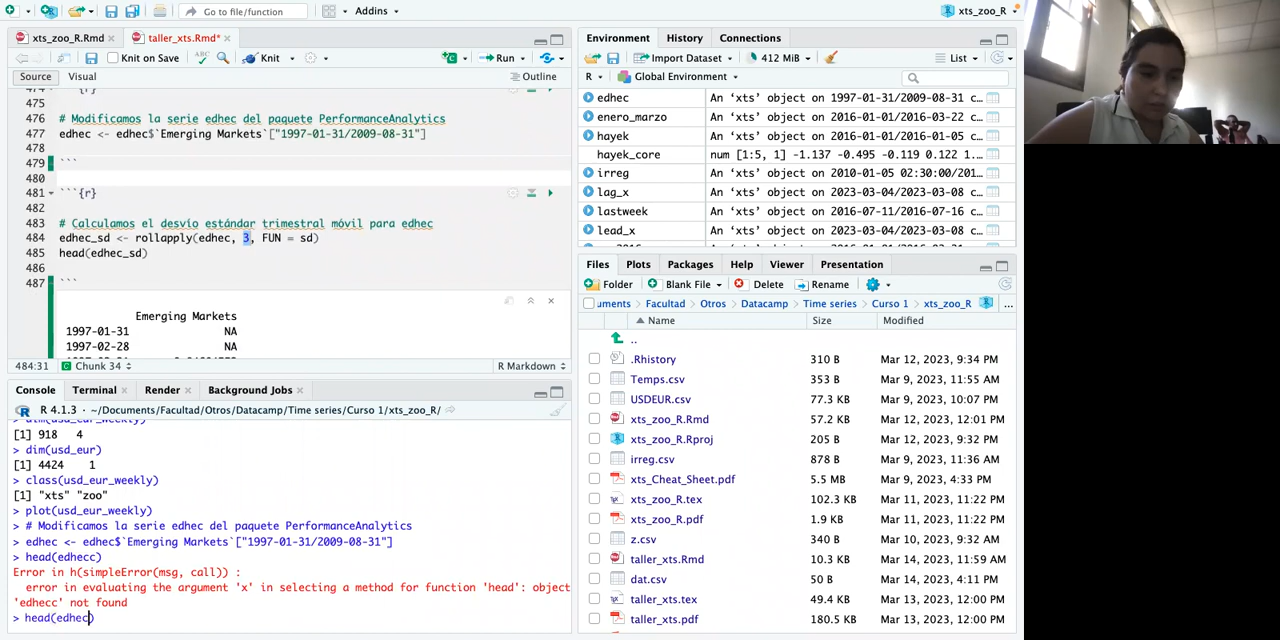 Go to file/function
Addins
xts_zoo_R
xts_zoo_R.Rmd
taller_xts.Rmd*
Knit on Save
ABC
Knit
Run
Source
Visual
Outline
474
{r}
475
476 # Modificamos la serie edhec del paquete PerformanceAnalytics
477 edhec <- edhec$`Emerging Markets`["1997-01-31/2009-08-31"]
478
479 ```
480
481 ```{r}
482
483 # Calculamos el desvío estándar trimestral móvil para edhec
484 edhec_sd <- rollapply(edhec, 3, FUN = sd)
485 head(edhec_sd)
486
487 ```
Emerging Markets
1997-01-31 NA
1997-02-28 NA
484:31
Chunk 34
R Markdown
Console
Terminal
Render
Background Jobs
R 4.1.3 · ~/Documents/Facultad/Otros/Datacamp/Time series/Curso 1/xts_zoo_R/
> dim(usd_eur_weekly)
[1] 918 4
> dim(usd_eur)
[1] 4424 1
> class(usd_eur_weekly)
[1] "xts" "zoo"
> plot(usd_eur_weekly)
> # Modificamos la serie edhec del paquete PerformanceAnalytics
> edhec <- edhec$`Emerging Markets`["1997-01-31/2009-08-31"]
> head(edhecc)
Error in h(simpleError(msg, call)) :
error in evaluating the argument 'x' in selecting a method for function 'head': object
'edhecc' not found
> head(edhec)
Environment
History
Connections
Import Dataset
412 MiB
List
R
Global Environment
edhec An ‘xts’ object on 1997-01-31/2009-08-31 c…
enero_marzo An ‘xts’ object on 2016-01-01/2016-03-22 c…
hayek An ‘xts’ object on 2016-01-01/2016-01-05 c…
hayek_core num [1:5, 1] -1.137 -0.495 -0.119 0.122 1.…
irreg An ‘xts’ object on 2010-01-05 02:30:00/201…
lag_x An ‘xts’ object on 2023-03-04/2023-03-08 c…
lastweek An ‘xts’ object on 2016-07-11/2016-07-16 c…
lead_x An ‘xts’ object on 2023-03-04/2023-03-08 c…
Files
Plots
Packages
Help
Viewer
Presentation
Folder
Blank File
Delete
Rename
uments
Facultad
Otros
Datacamp
Time series
Curso 1
xts_zoo_R
...
Name
Size
Modified
..
.Rhistory 310 B Mar 12, 2023, 9:34 PM
Temps.csv 353 B Mar 9, 2023, 11:55 AM
USDEUR.csv 77.3 KB Mar 9, 2023, 10:07 PM
xts_zoo_R.Rmd 57.2 KB Mar 12, 2023, 12:01 PM
xts_zoo_R.Rproj 205 B Mar 12, 2023, 9:32 PM
irreg.csv 878 B Mar 9, 2023, 11:36 AM
xts_Cheat_Sheet.pdf 5.5 MB Mar 9, 2023, 4:33 PM
xts_zoo_R.tex 102.3 KB Mar 11, 2023, 11:22 PM
xts_zoo_R.pdf 1.9 KB Mar 11, 2023, 11:22 PM
z.csv 340 B Mar 10, 2023, 9:32 AM
taller_xts.Rmd 10.3 KB Mar 14, 2023, 11:59 AM
dat.csv 50 B Mar 14, 2023, 4:11 PM
taller_xts.tex 49.4 KB Mar 13, 2023, 12:00 PM
taller_xts.pdf 180.5 KB Mar 13, 2023, 12:00 PM